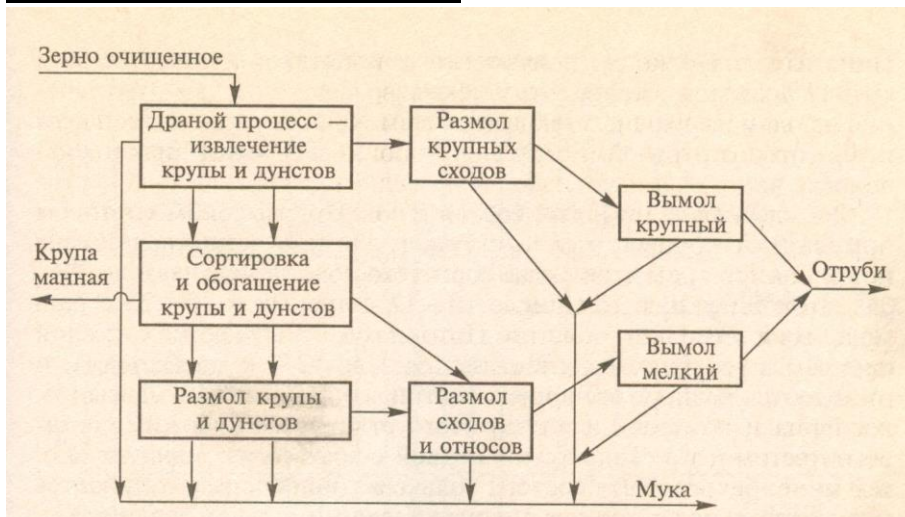 Зерно очищенное
Драной процесс
извлечение
крупы и дунстов
Размол
крупных
сходов
Вымол
крупный
Крупа
манная
Сортировка
и обогащение
крупы и дунстов
Отруби
Размол крупы
и дунстов
Размол
сходов
и относов
Вымол
мелкий
Мука